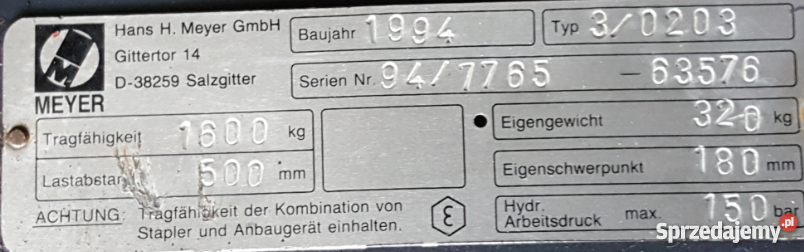 Hans H. Meyer GmbH
Gittertor 14
D-38259 Salzgitter
MEYER
Baujahr 1994
Typ 3/0203
Serien Nr. 94/7765 - 63576
Tragfähigkeit 1600 kg
Lastabstan 500 mm
Eigengewicht 320 kg
Eigenschwerpunkt 180 mm
Hydr.
Arbeitsdruck max. 150 bar
ACHTUNG: Tragfähigkeit der Kombination von
Stapler und Anbaugerät einhalten.
Sprzedajemy.pl